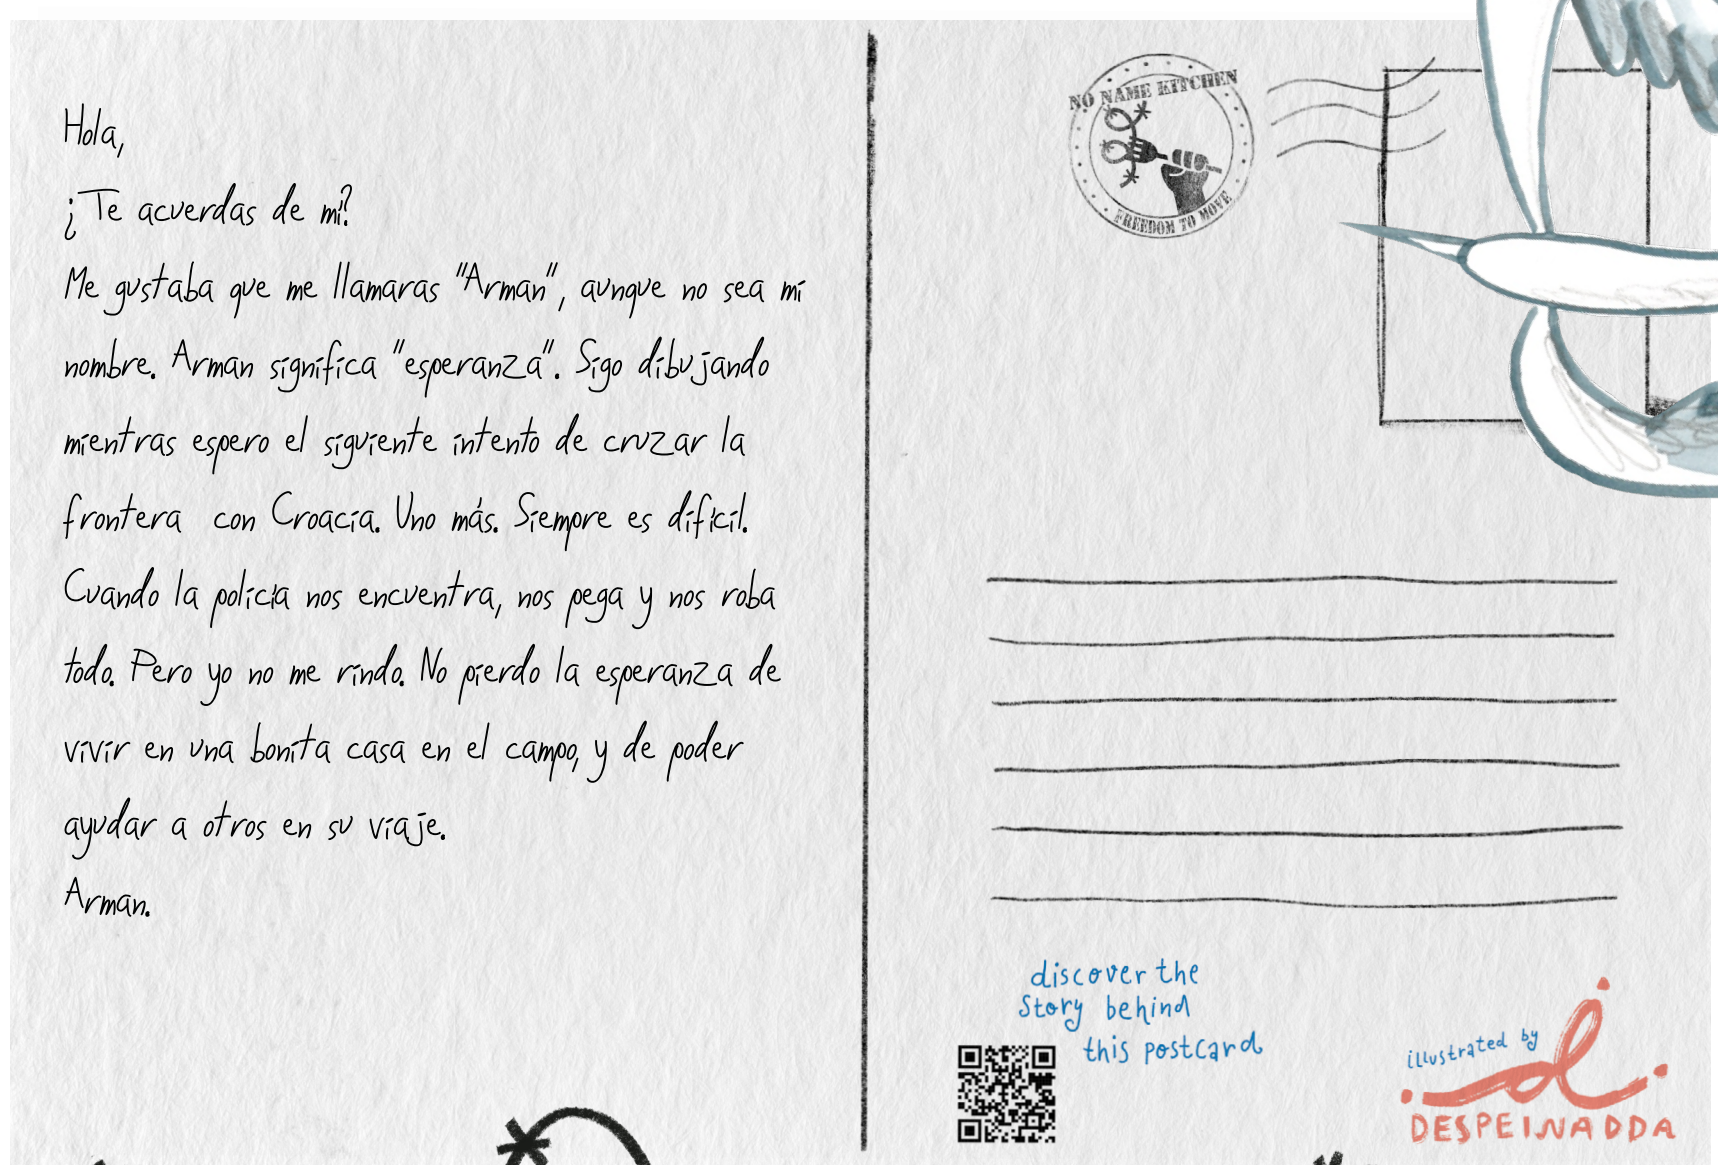 Hola,
¿Te acuerdas de mí?
Me gustaba que me llamaras "Arman", aunque no sea mi
nombre. Arman significa "esperanza". Sigo dibujando
mientras espero el siguiente intento de cruzar la
frontera con Croacia. Uno más. Siempre es difícil.
Cuando la policía nos encuentra, nos pega y nos roba
todo. Pero yo no me rindo. No pierdo la esperanza de
vivir en una bonita casa en el campo, y de poder
ayudar a otros en su viaje.
Arman.
NO NAME KITCHEN
FREEDOM TO MOVE
discover the
story behind
this postcard
illustrated by
d
DESPEINADDA